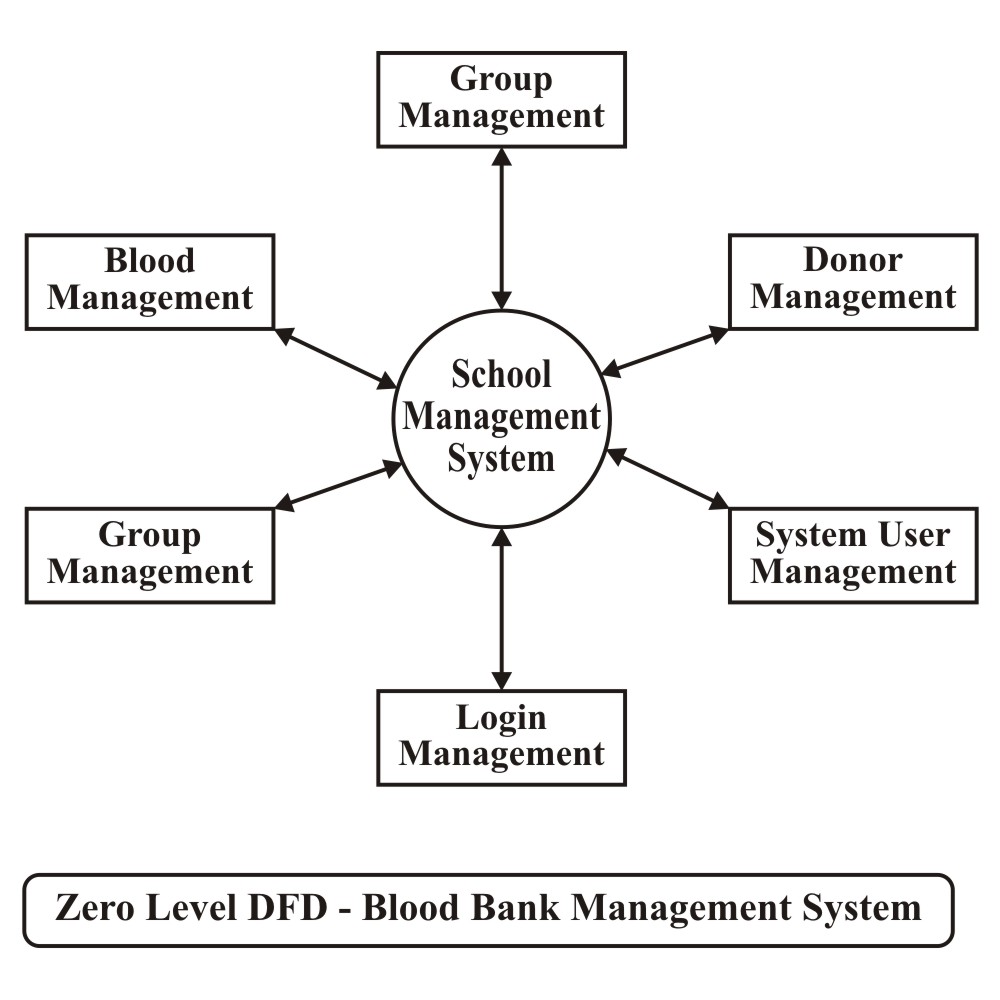 Group
Management
Blood
Management
Donor
Management
School
Management
System
Group
Management
System User
Management
Login
Management
Zero Level DFD - Blood Bank Management System